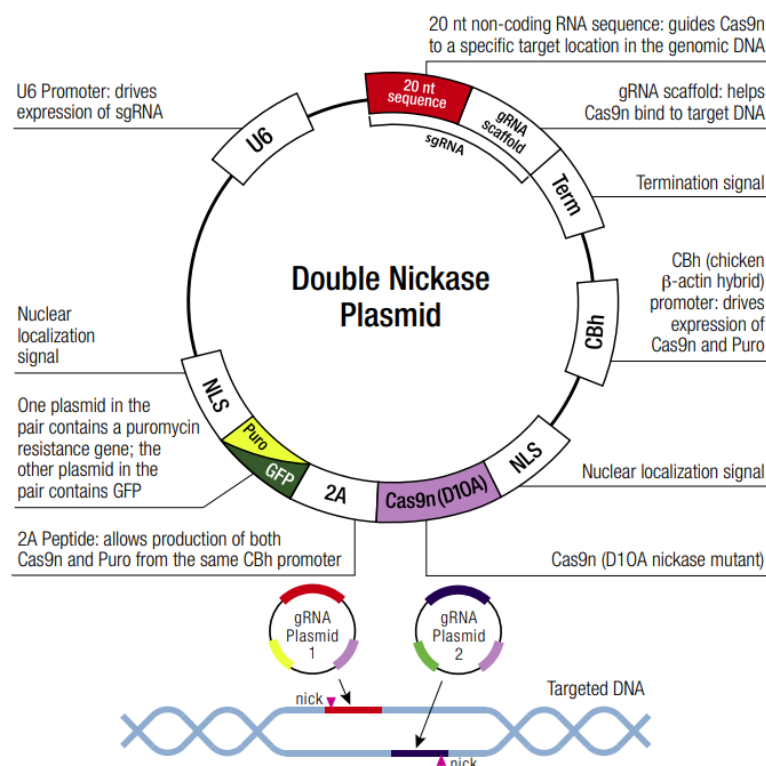 20 nt non-coding RNA sequence: guides Cas9n
to a specific target location in the genomic DNA
U6 Promoter: drives
expression of sgRNA
gRNA scaffold: helps
Cas9n bind to target DNA
20 nt
sequence
gRNA
scaffold
sgRNA
U6
Term
Termination signal
Double Nickase
Plasmid
CBh (chicken
β-actin hybrid)
promoter: drives
expression of
Cas9n and Puro
CBh
Nuclear
localization
signal
NLS
One plasmid in the
pair contains a puromycin
resistance gene; the
other plasmid in the
pair contains GFP
Puro
GFP
2A
Cas9n (D10A)
NLS
Nuclear localization signal
2A Peptide: allows production of both
Cas9n and Puro from the same CBh promoter
Cas9n (D10A nickase mutant)
gRNA
Plasmid
1
gRNA
Plasmid
2
Targeted DNA
nick
nick